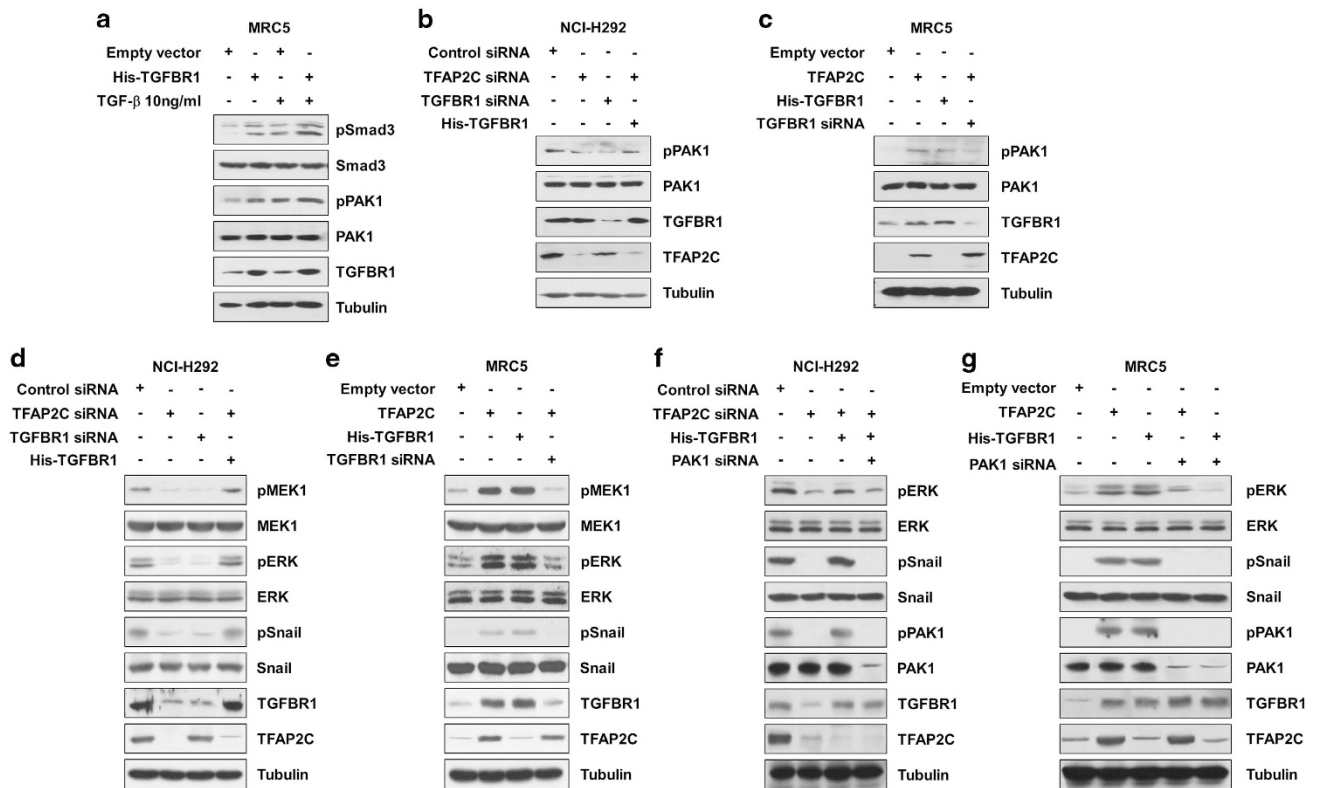 a
MRC5
Empty vector + - + -
His-TGFBR1 - + - +
TGF-β 10ng/ml - - + +
pSmad3
Smad3
pPAK1
PAK1
TGFBR1
Tubulin
b
NCI-H292
Control siRNA + - - -
TFAP2C siRNA - + - +
TGFBR1 siRNA - - + -
His-TGFBR1 - - - +
pPAK1
PAK1
TGFBR1
TFAP2C
Tubulin
c
MRC5
Empty vector + - - -
TFAP2C - + - +
His-TGFBR1 - - + -
TGFBR1 siRNA - - - +
pPAK1
PAK1
TGFBR1
TFAP2C
Tubulin
d
NCI-H292
Control siRNA + - - -
TFAP2C siRNA - + - +
TGFBR1 siRNA - - + -
His-TGFBR1 - - - +
pMEK1
MEK1
pERK
ERK
pSnail
Snail
TGFBR1
TFAP2C
Tubulin
e
MRC5
Empty vector + - - -
TFAP2C - + - +
His-TGFBR1 - - + -
TGFBR1 siRNA - - - +
pMEK1
MEK1
pERK
ERK
pSnail
Snail
TGFBR1
TFAP2C
Tubulin
f
NCI-H292
Control siRNA + - - -
TFAP2C siRNA - + + +
His-TGFBR1 - - + +
PAK1 siRNA - - - +
pERK
ERK
pSnail
Snail
pPAK1
PAK1
TGFBR1
TFAP2C
Tubulin
g
MRC5
Empty vector + - - - -
TFAP2C - + - + -
His-TGFBR1 - - + - +
PAK1 siRNA - - - + +
pERK
ERK
pSnail
Snail
pPAK1
PAK1
TGFBR1
TFAP2C
Tubulin